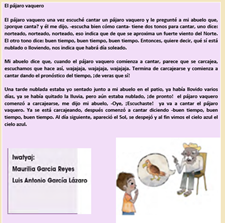 El pájaro vaquero
El pájaro vaquero una vez escuché cantar un pájaro vaquero y le pregunté a mi abuelo que,
¿porque canta? y él me dijo, -escucha bien cómo canta- tiene dos tonos para cantar, uno dice:
norteado, norteado, norteado, eso indica que de que se aproxima un fuerte viento del Norte.
El otro tono dice: buen tiempo, buen tiempo, buen tiempo. Entonces, quiere decir, que si está
nublado o lloviendo, nos indica que habrá día soleado.
Mi abuelo dice que, cuando el pájaro vaquero comienza a cantar, parece que se carcajea,
escuchamos que hace así, wajajaja, wajajaja, wajajaja. Termina de carcajearse y comienza a
cantar dando el pronóstico del tiempo, ¡de veras que sí!
Una tarde nublada estaba yo sentado junto a mi abuelo en el patio, ya había llovido varios
días, ya se había quitado la lluvia, pero aún estaba nublado, ¡de pronto! el pájaro vaquero
comenzó a carcajearse, me dijo mi abuelo, -Oye, ¡Escuchaste! ya va a cantar el pájaro
vaquero. Ya se está carcajeando, después comenzó a cantar diciendo -buen tiempo, buen
tiempo, buen tiempo. Al día siguiente, apareció el Sol, se despejó y al fin vimos el cielo azul el
cielo azul.
Iwatyaj:
Maurilia García Reyes
Luis Antonio García Lázaro